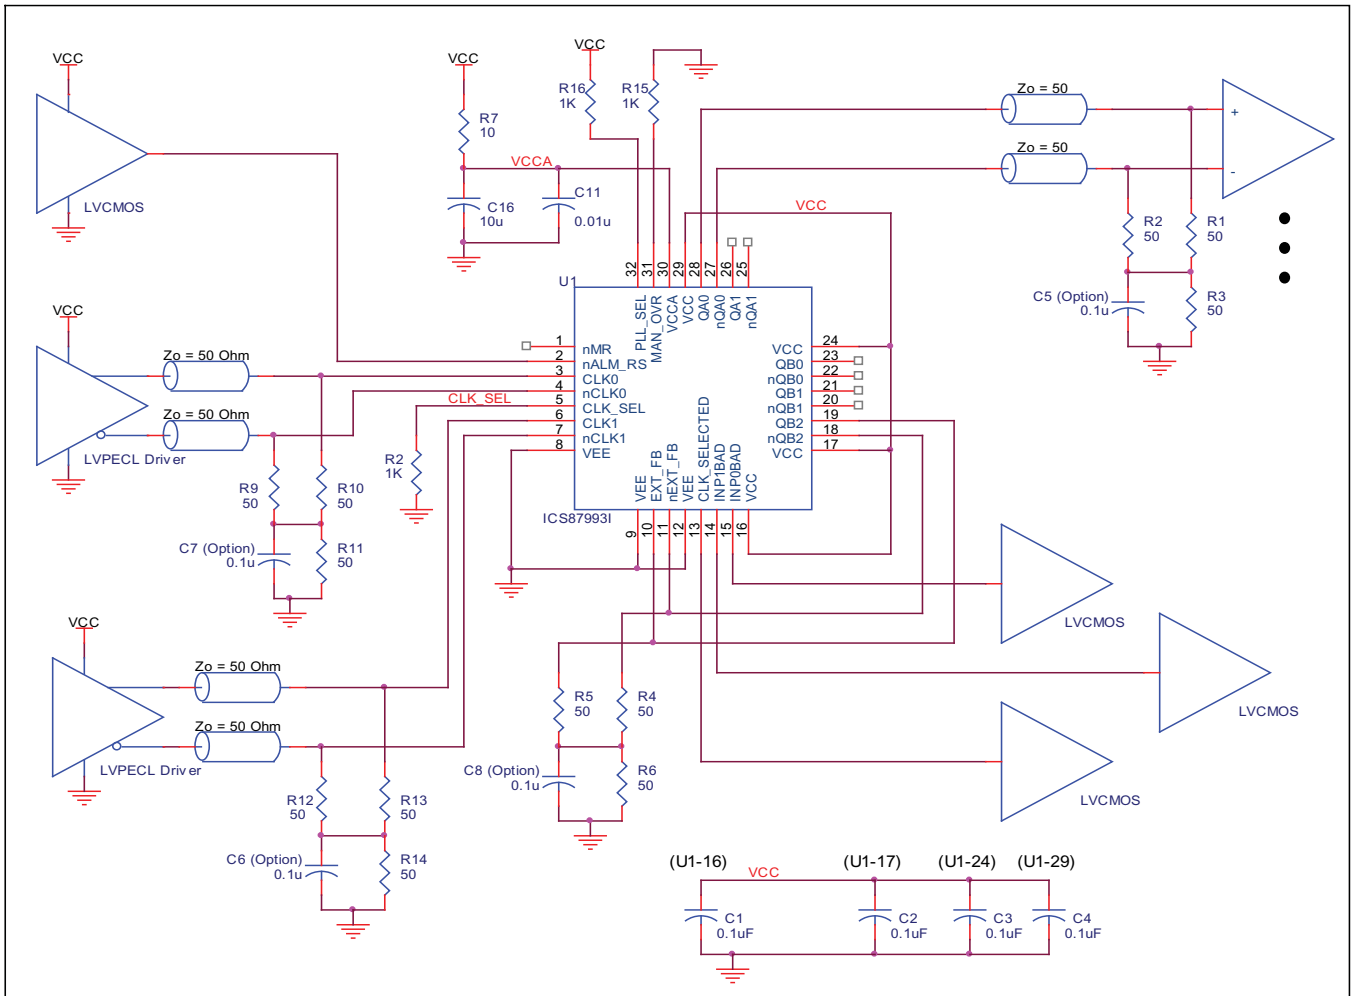 VCC
LVCMOS
VCC
R7
10
VCCA
C16
10u
C11
0.01u
VCC
R16
1K
R15
1K
Zo = 50
Zo = 50
+
-
R2
50
R1
50
C5 (Option)
0.1u
R3
50
VCC
U1
ICS87993I
32
31
30
29
28
27
26
25
PLL_SEL
MAN_OVR
VCCA
VCC
QA0
nQA0
QA1
nQA1
1
2
3
4
5
6
7
8
nMR
nALM_RS
CLK0
nCLK0
CLK_SEL
CLK1
nCLK1
VEE
24
23
22
21
20
19
18
17
VCC
QB0
nQB0
QB1
nQB1
QB2
nQB2
VCC
VEE
EXT_FB
nEXT_FB
VEE
CLK_SELECTED
INP1BAD
INP0BAD
VCC
9
10
11
12
13
14
15
16
VCC
Zo = 50 Ohm
Zo = 50 Ohm
LVPECL Driver
R9
50
R10
50
C7 (Option)
0.1u
R11
50
CLK_SEL
R2
1K
VCC
Zo = 50 Ohm
Zo = 50 Ohm
LVPECL Driver
R12
50
R13
50
C6 (Option)
0.1u
R14
50
R5
50
R4
50
C8 (Option)
0.1u
R6
50
LVCMOS
LVCMOS
LVCMOS
(U1-16)
(U1-17)
(U1-24)
(U1-29)
VCC
C1
0.1uF
C2
0.1uF
C3
0.1uF
C4
0.1uF